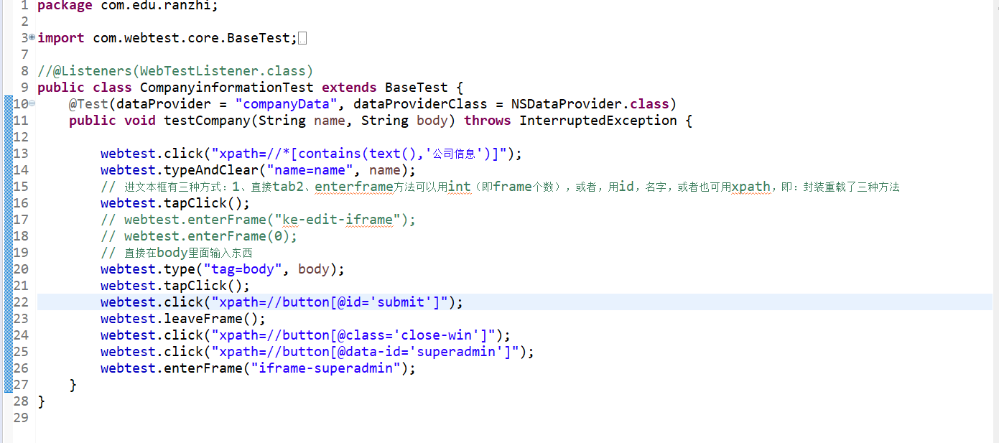 1 package com.edu.ranzhi;
2
3 import com.webtest.core.BaseTest;
7
8 //@Listeners(WebTestListener.class)
9 public class CompanyinformationTest extends BaseTest {
10 @Test(dataProvider = "companyData", dataProviderClass = NSDataProvider.class)
11 public void testCompany(String name, String body) throws InterruptedException {
12
13 webtest.click("xpath=//*[contains(text(),'公司信息')]");
14 webtest.typeAndClear("name=name", name);
15 // 进文本框有三种方式：1、直接tab2、enterframe方法可以用int（即frame个数），或者，用id，名字，或者也可用xpath，即：封装重载了三种方法
16 webtest.tapClick();
17 // webtest.enterFrame("ke-edit-iframe");
18 // webtest.enterFrame(0);
19 // 直接在body里面输入东西
20 webtest.type("tag=body", body);
21 webtest.tapClick();
22 webtest.click("xpath=//button[@id='submit']");
23 webtest.leaveFrame();
24 webtest.click("xpath=//button[@class='close-win']");
25 webtest.click("xpath=//button[@data-id='superadmin']");
26 webtest.enterFrame("iframe-superadmin");
27 }
28 }
29